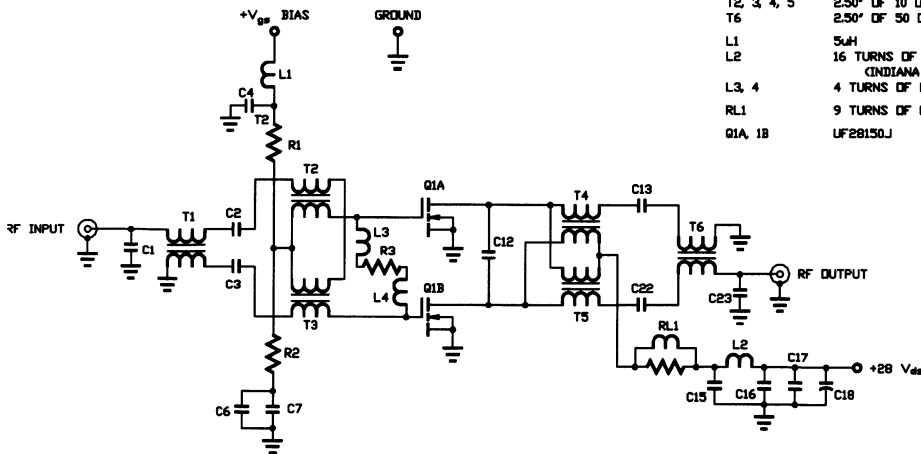 T2, 3, 4, 5 2.50" OF 10
T6 2.50" OF 50
L1 5uH
L2 16 TURNS OF
(INDIANA
L3, 4 4 TURNS OF
RL1 9 TURNS OF
Q1A, 1B UF28150J
+Vgs BIAS
GROUND
L1
C4
T2
R1
T2
Q1A
T4
C13
C2
T1
T6
RF INPUT
L3
C12
C1
R3
C3
RF OUTPUT
L4
Q1B
C22
C23
T3
T5
R2
RL1
L2
C17
+28 Vds
C15
C16
C18
C6
C7